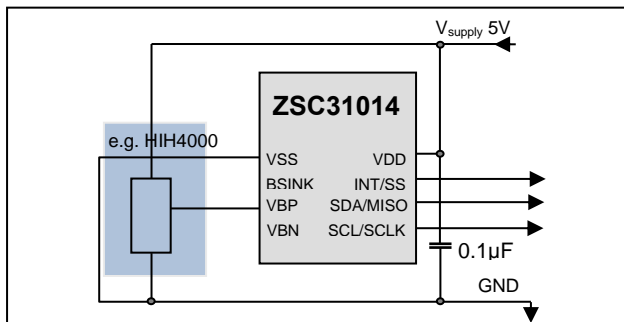 Vsupply 5V
ZSC31014
e.g. HIH4000
VSS VDD
BSINK INT/SS
VBP SDA/MISO
VBN SCL/SCLK
0.1µF
GND